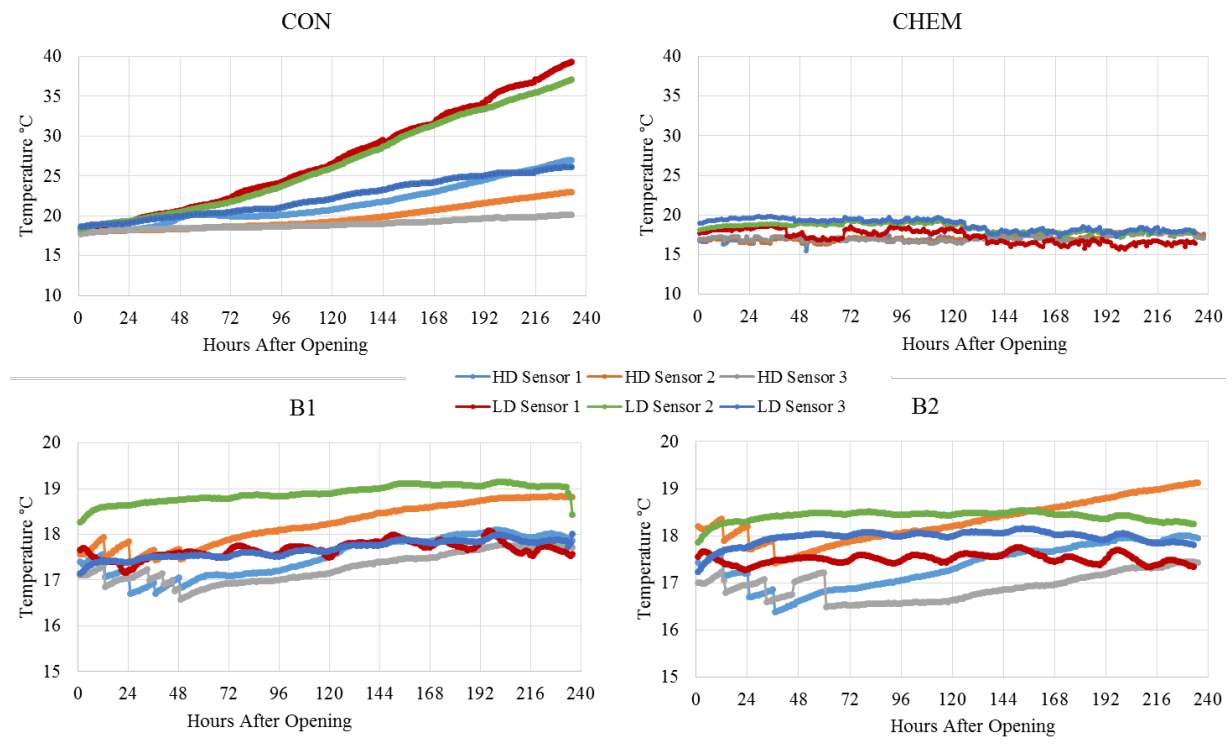 CON
40
35
30
25
20
15
10
Temperature °C
0 24 48 72 96 120 144 168 192 216 240
Hours After Opening
CHEM
40
35
30
25
20
15
10
Temperature °C
0 24 48 72 96 120 144 168 192 216 240
Hours After Opening
HD Sensor 1 HD Sensor 2 HD Sensor 3
LD Sensor 1 LD Sensor 2 LD Sensor 3
B1
20
19
18
17
16
15
Temperature °C
0 24 48 72 96 120 144 168 192 216 240
Hours After Opening
B2
20
19
18
17
16
15
Temperature °C
0 24 48 72 96 120 144 168 192 216 240
Hours After Opening